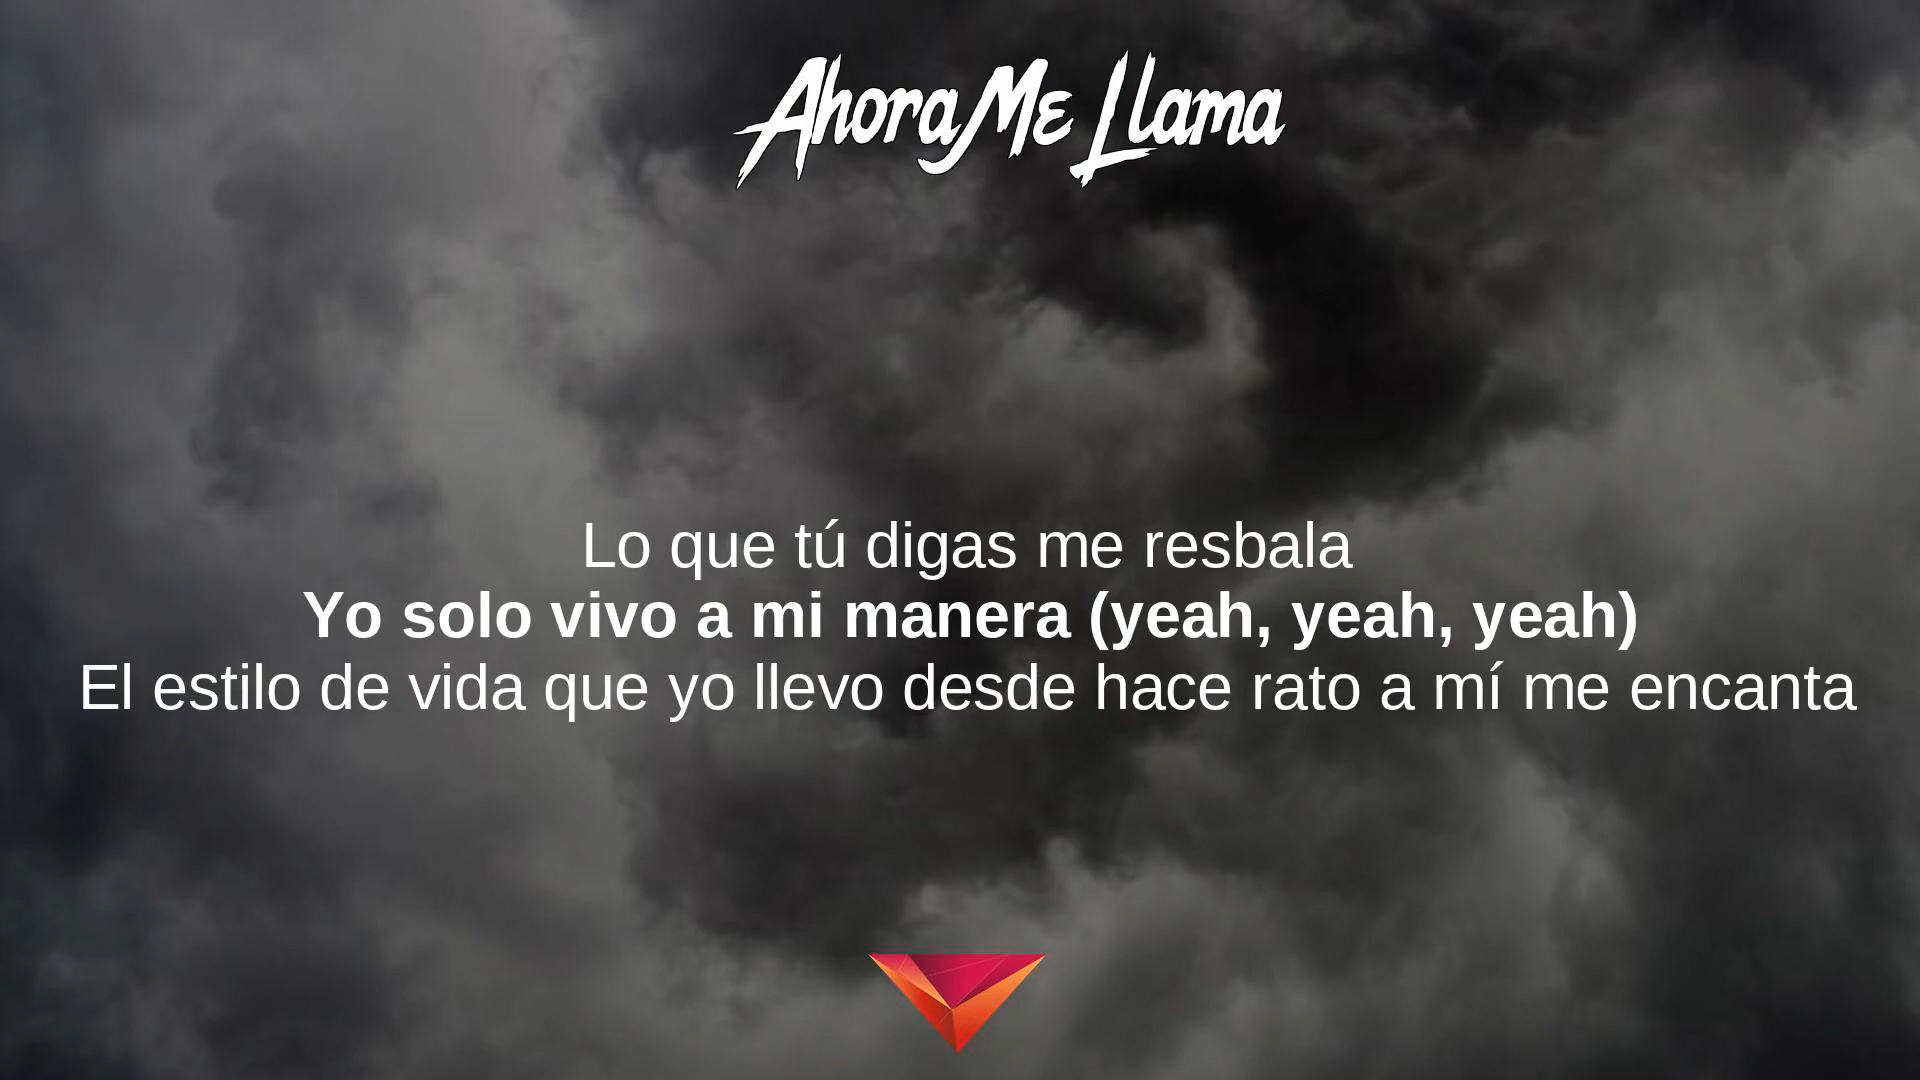 Ahora Me Llama
Lo que tú digas me resbala
Yo solo vivo a mi manera (yeah, yeah, yeah)
El estilo de vida que yo llevo desde hace rato a mí me encanta